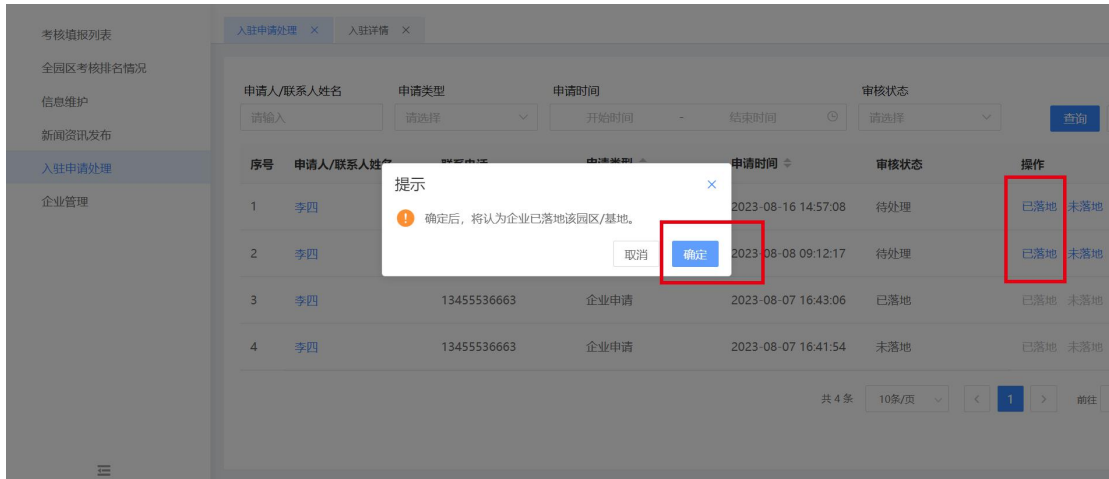 考核填报列表
全园区考核排名情况
信息维护
新闻资讯发布
入驻申请处理
企业管理
入驻申请处理 × 入驻详情 ×
申请人/联系人姓名 申请类型 申请时间 审核状态
请输入 请选择 开始时间 - 结束时间 请选择 查询
序号 申请人/联系人姓名 联系电话 申请类型 申请时间 审核状态 操作
1 李四 2023-08-16 14:57:08 待处理 已落地 未落地
2 李四 2023-08-08 09:12:17 待处理 已落地 未落地
提示 ×
确定后，将认为企业已落地该园区/基地。
取消 确定
3 李四 13455536663 企业申请 2023-08-07 16:43:06 已落地 已落地 未落地
4 李四 13455536663 企业申请 2023-08-07 16:41:54 未落地 已落地 未落地
共 4 条 10条/页 < 1 > 前往